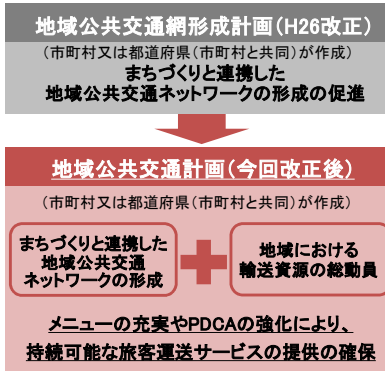 地域公共交通網形成計画（H26改正）
（市町村又は都道府県（市町村と共同）が作成）
まちづくりと連携した
地域公共交通ネットワークの形成の促進
地域公共交通計画（今回改正後）
（市町村又は都道府県（市町村と共同）が作成）
まちづくりと連携した
地域公共交通
ネットワークの形成
地域における
輸送資源の総動員
メニューの充実やPDCAの強化により、
持続可能な旅客運送サービスの提供の確保